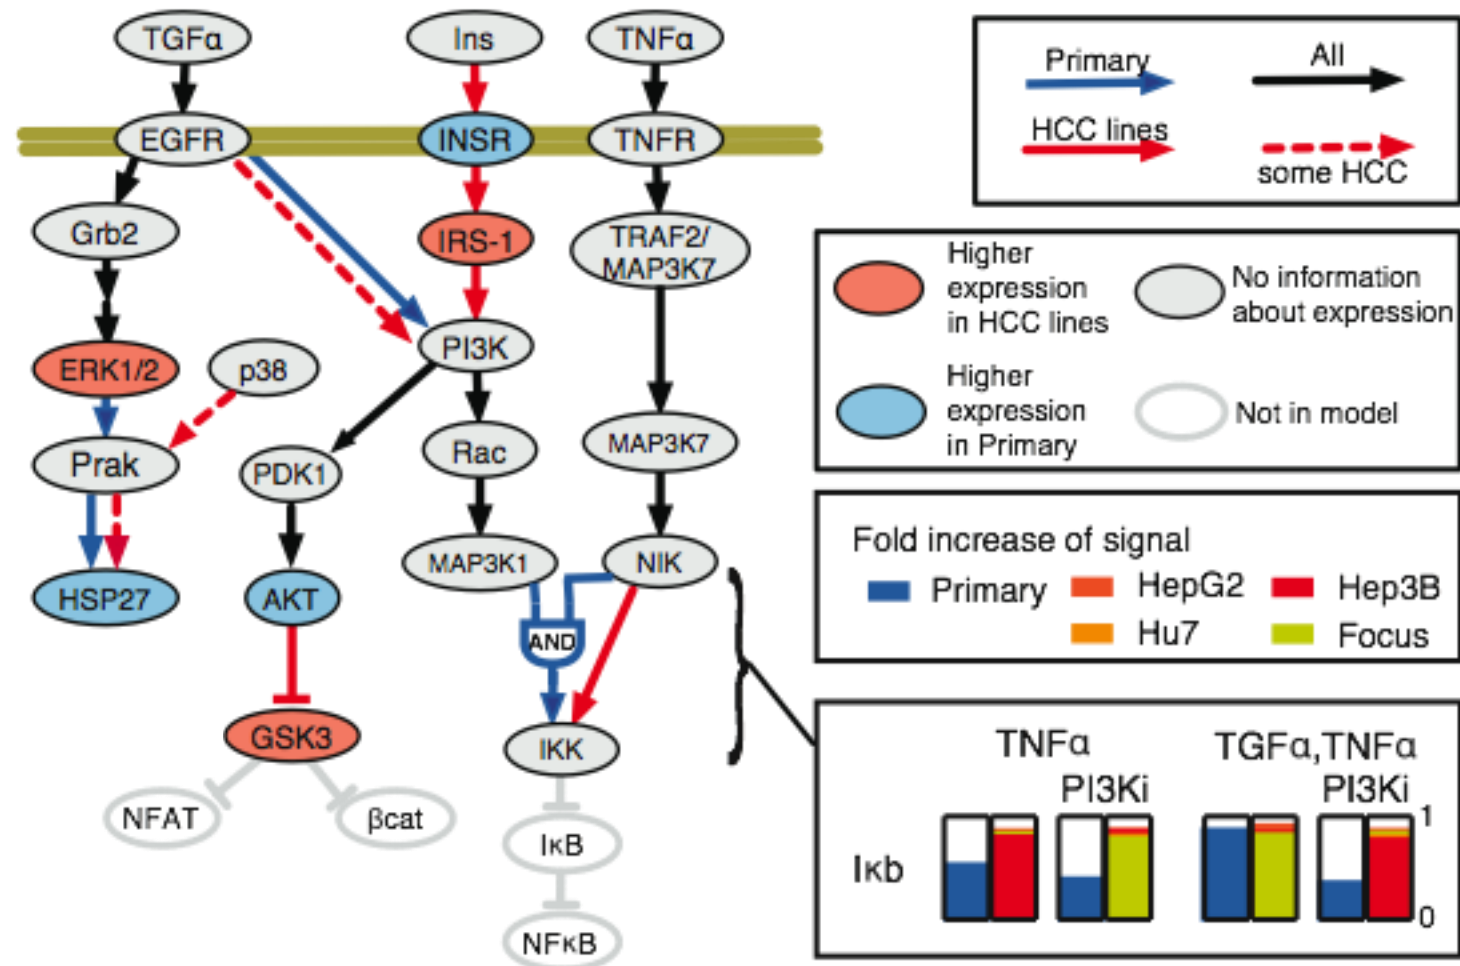 TGFα
Ins
TNFα
EGFR
INSR
TNFR
Grb2
IRS-1
TRAF2/
MAP3K7
ERK1/2
p38
PI3K
Prak
PDK1
Rac
MAP3K7
HSP27
AKT
MAP3K1
NIK
AND
GSK3
IKK
NFAT
βcat
IκB
NFκB
Primary
All
HCC lines
some HCC
Higher
expression
in HCC lines
No information
about expression
Higher
expression
in Primary
Not in model
Fold increase of signal
Primary
HepG2
Hep3B
Hu7
Focus
TNFα
TGFα,TNFα
PI3Ki
PI3Ki
Iκb
1
0